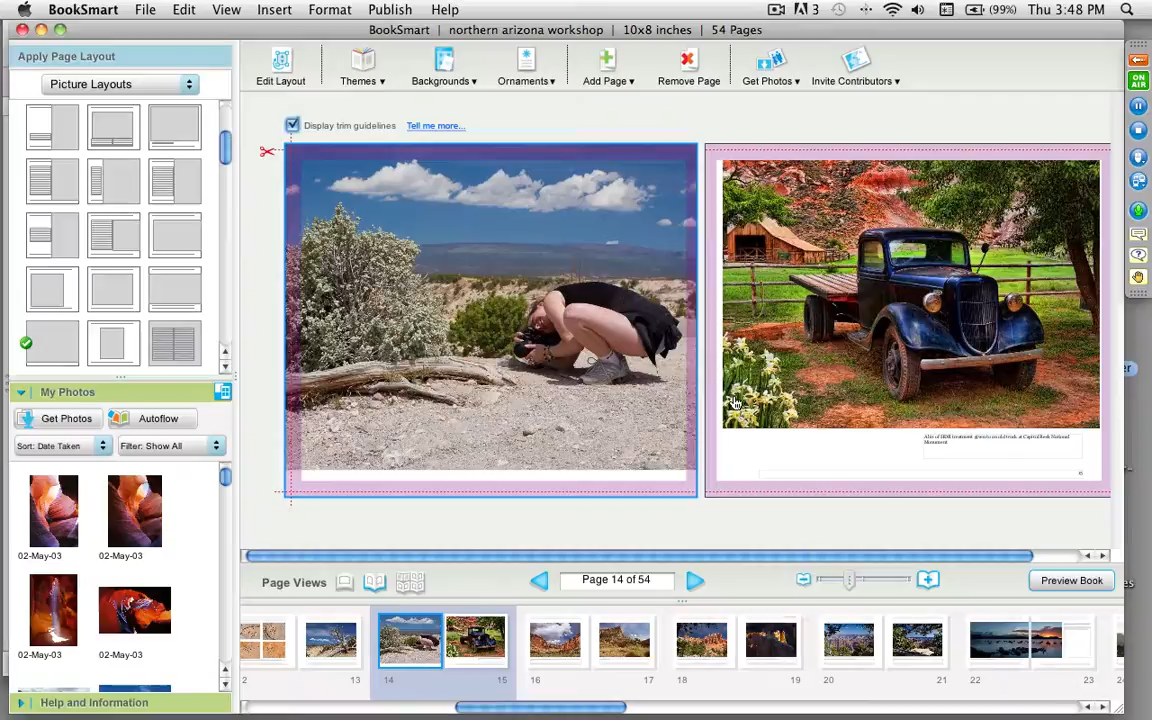 BookSmart File Edit View Insert Format Publish Help 3 (99%) Thu 3:48 PM
BookSmart | northern arizona workshop | 10x8 inches | 54 Pages
Apply Page Layout
Picture Layouts
Edit Layout Themes Backgrounds Ornaments Add Page Remove Page Get Photos Invite Contributors
ON
AIR
Display trim guidelines Tell me more...
My Photos
Get Photos Autoflow
Sort: Date Taken Filter: Show All
02-May-03 02-May-03
02-May-03 02-May-03
Page Views Page 14 of 54 Preview Book
2 13 14 15 16 17 18 19 20 21 22 23
Help and Information